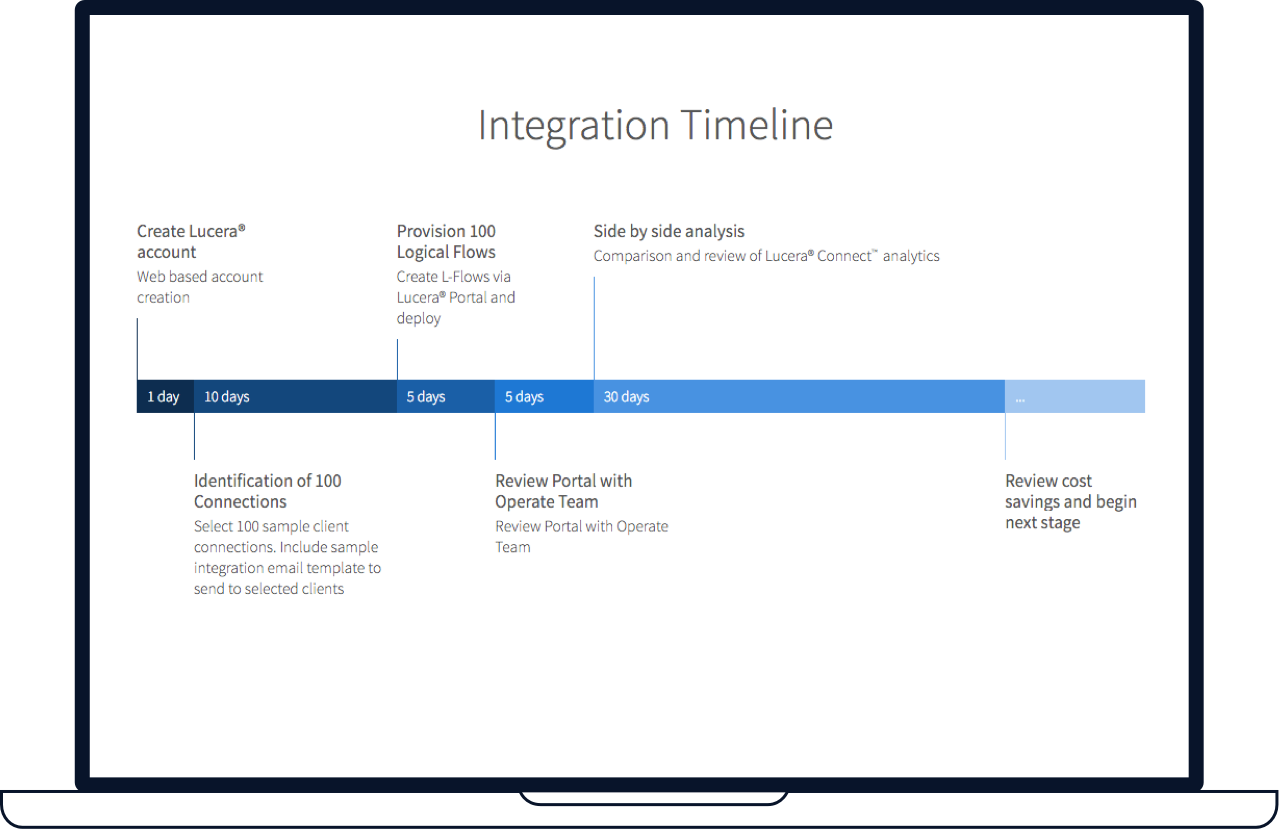 Integration Timeline
Create Lucera®
account
Web based account
creation
Provision 100
Logical Flows
Create L-Flows via
Lucera® Portal and
deploy
Side by side analysis
Comparison and review of Lucera® Connect™ analytics
1 day
10 days
5 days
5 days
30 days
...
Identification of 100
Connections
Select 100 sample client
connections. Include sample
integration email template to
send to selected clients
Review Portal with
Operate Team
Review Portal with Operate
Team
Review cost
savings and begin
next stage